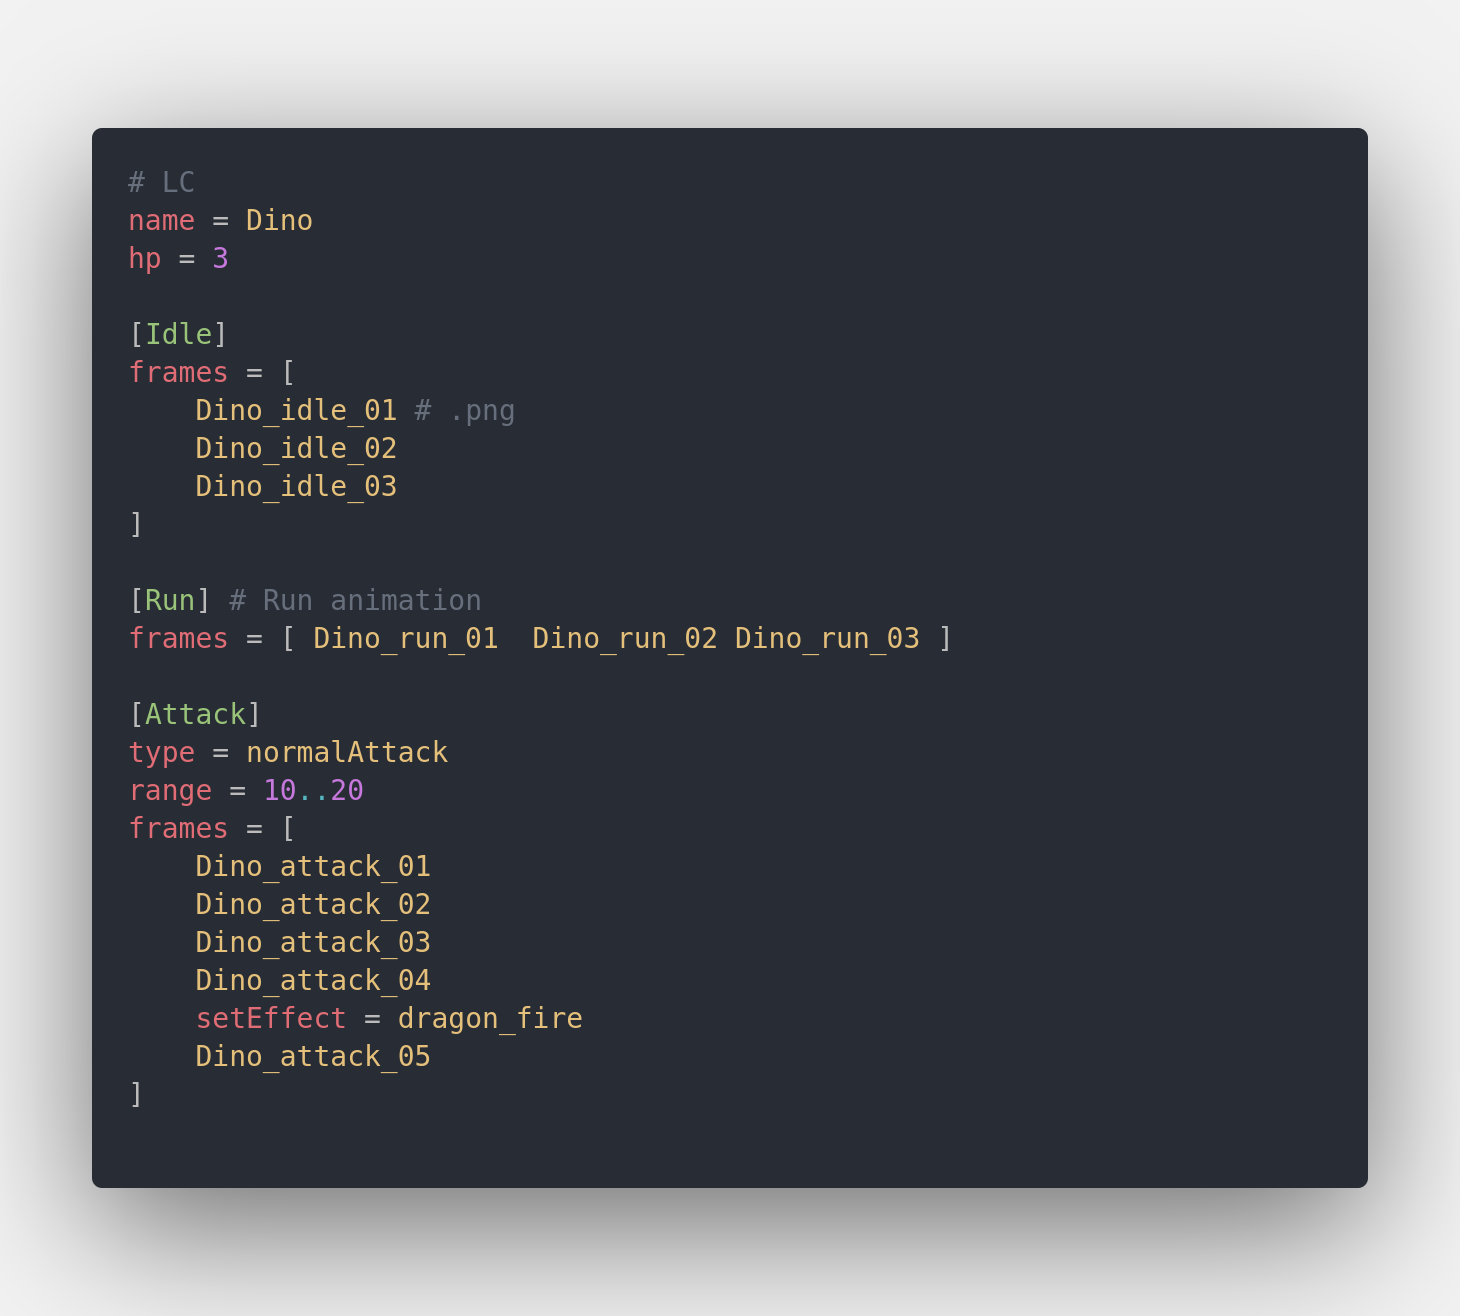 # LC
name = Dino
hp = 3

[Idle]
frames = [
    Dino_idle_01 # .png
    Dino_idle_02
    Dino_idle_03
]

[Run] # Run animation
frames = [ Dino_run_01  Dino_run_02 Dino_run_03 ]

[Attack]
type = normalAttack
range = 10..20
frames = [
    Dino_attack_01
    Dino_attack_02
    Dino_attack_03
    Dino_attack_04
    setEffect = dragon_fire
    Dino_attack_05
]